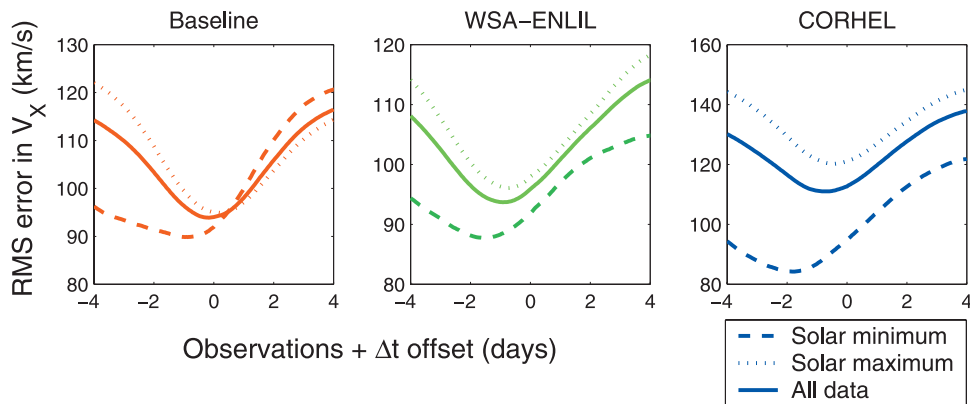 Baseline
WSA−ENLIL
CORHEL
RMS error in V_X (km/s)
130
120
110
100
90
80
−4 −2 0 2 4
120
110
100
90
80
−4 −2 0 2 4
160
140
120
100
80
−4 −2 0 2 4
Observations + Δt offset (days)
Solar minimum
Solar maximum
All data